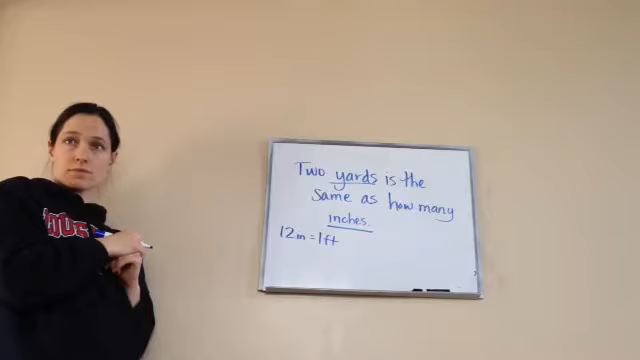 Two yards is the
same as how many
inches.
12in = 1ft